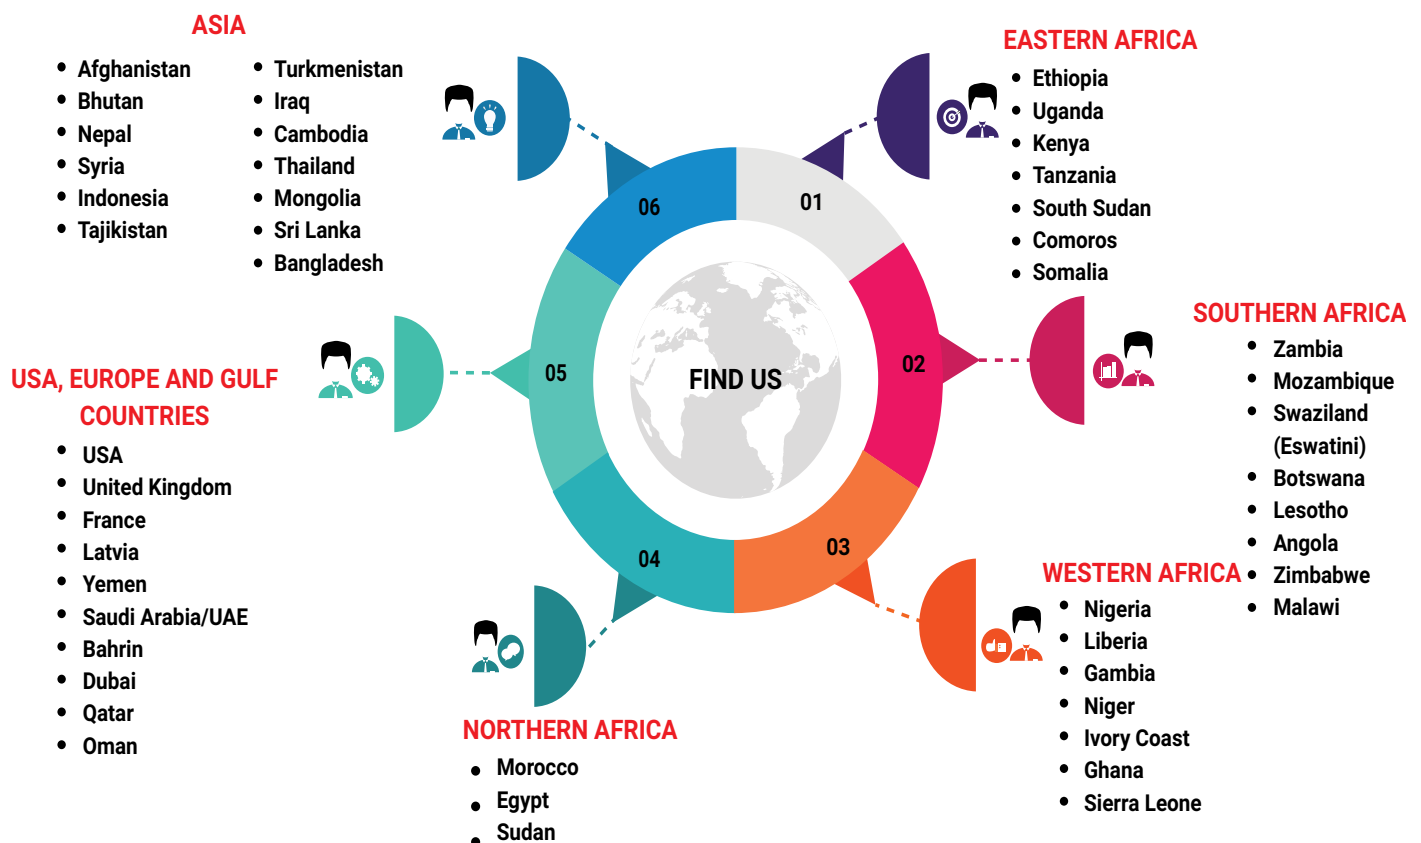 ASIA
Afghanistan
Bhutan
Nepal
Syria
Indonesia
Tajikistan
Turkmenistan
Iraq
Cambodia
Thailand
Mongolia
Sri Lanka
Bangladesh
EASTERN AFRICA
Ethiopia
Uganda
Kenya
Tanzania
South Sudan
Comoros
Somalia
06
01
05
FIND US
02
04
03
SOUTHERN AFRICA
Zambia
Mozambique
Swaziland
(Eswatini)
Botswana
Lesotho
Angola
Zimbabwe
Malawi
USA, EUROPE AND GULF
COUNTRIES
USA
United Kingdom
France
Latvia
Yemen
Saudi Arabia/UAE
Bahrin
Dubai
Qatar
Oman
WESTERN AFRICA
Nigeria
Liberia
Gambia
Niger
Ivory Coast
Ghana
Sierra Leone
NORTHERN AFRICA
Morocco
Egypt
Sudan